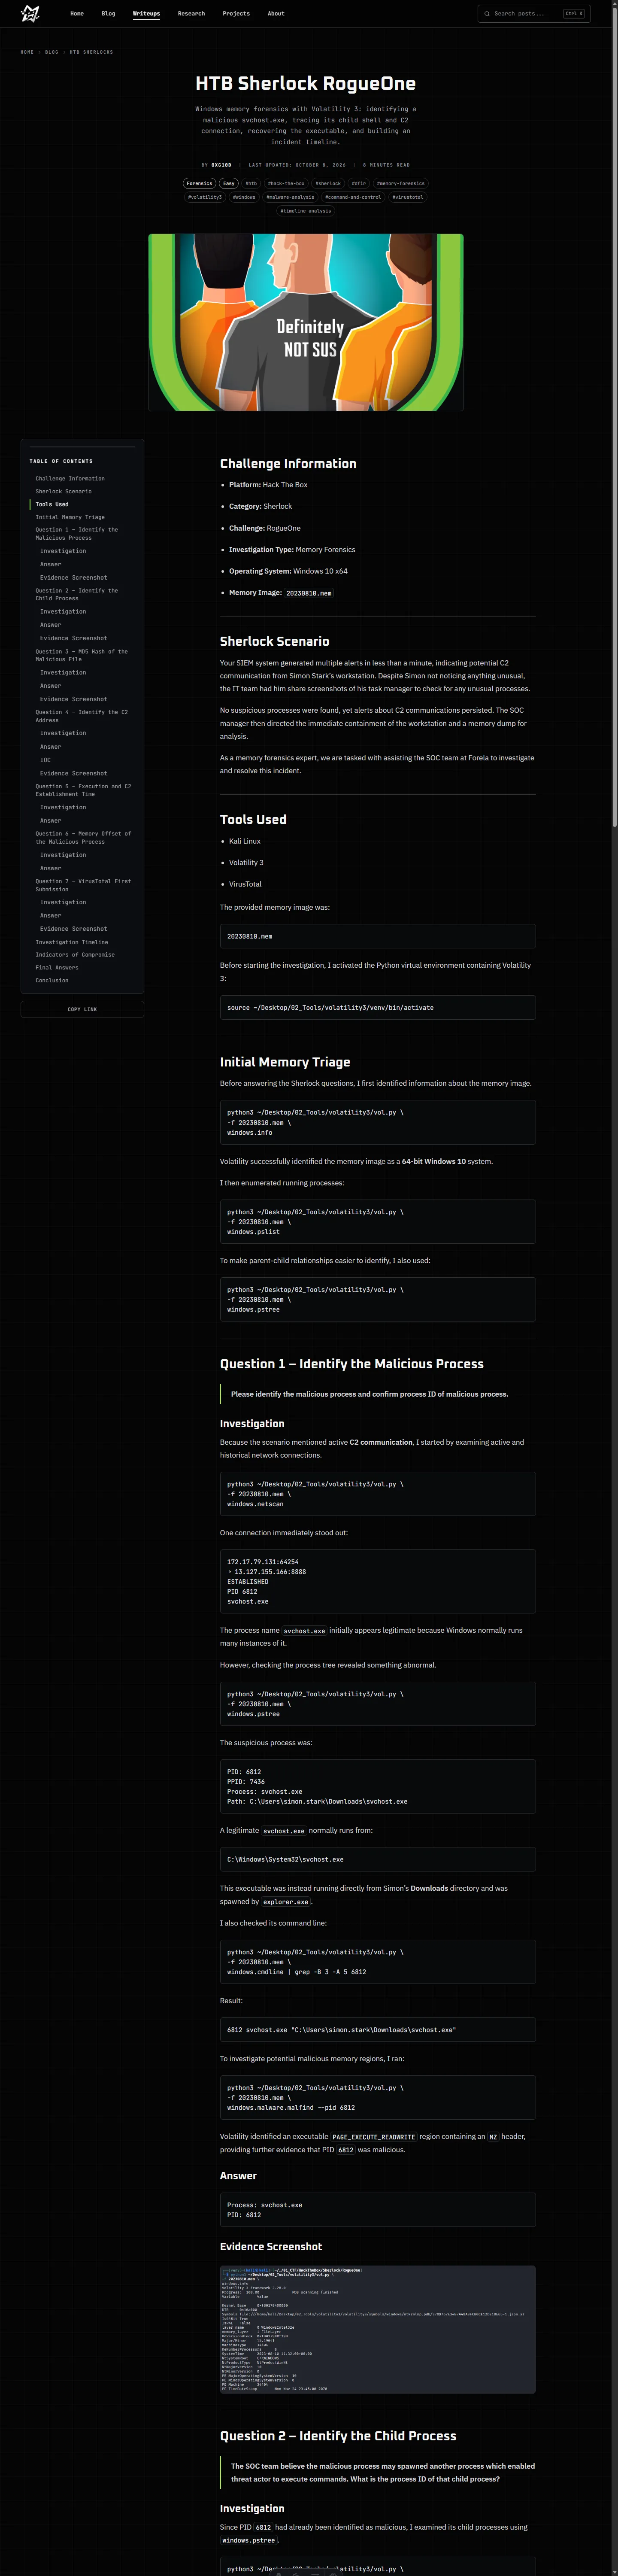 Home
Blog
Writeups
Research
Projects
About
Search posts...
Ctrl K
HOME > BLOG > HTB SHERLOCKS
HTB Sherlock RogueOne
Windows memory forensics with Volatility 3: identifying a
malicious svchost.exe, tracing its child shell and C2
connection, recovering the executable, and building an
incident timeline.
BY 0XG10D | LAST UPDATED: OCTOBER 8, 2026 | 8 MINUTES READ
Forensics Easy #htb #hack-the-box #sherlock #dfir #memory-forensics
#volatility3 #windows #malware-analysis #command-and-control #virustotal
#timeline-analysis
Definitely
NOT SUS
TABLE OF CONTENTS
Challenge Information
Sherlock Scenario
Tools Used
Initial Memory Triage
Question 1 – Identify the
Malicious Process
Investigation
Answer
Evidence Screenshot
Question 2 – Identify the
Child Process
Investigation
Answer
Evidence Screenshot
Question 3 – MD5 Hash of the
Malicious File
Investigation
Answer
Evidence Screenshot
Question 4 – Identify the C2
Address
Investigation
Answer
IOC
Evidence Screenshot
Question 5 – Execution and C2
Establishment Time
Investigation
Answer
Question 6 – Memory Offset of
the Malicious Process
Investigation
Answer
Question 7 – VirusTotal First
Submission
Investigation
Answer
Evidence Screenshot
Investigation Timeline
Indicators of Compromise
Final Answers
Conclusion
COPY LINK
Challenge Information
• Platform: Hack The Box
• Category: Sherlock
• Challenge: RogueOne
• Investigation Type: Memory Forensics
• Operating System: Windows 10 x64
• Memory Image: 20230810.mem
Sherlock Scenario
Your SIEM system generated multiple alerts in less than a minute, indicating potential C2
communication from Simon Stark's workstation. Despite Simon not noticing anything unusual,
the IT team had him share screenshots of his task manager to check for any unusual processes.
No suspicious processes were found, yet alerts about C2 communications persisted. The SOC
manager then directed the immediate containment of the workstation and a memory dump for
analysis.
As a memory forensics expert, we are tasked with assisting the SOC team at Forela to investigate
and resolve this incident.
Tools Used
• Kali Linux
• Volatility 3
• VirusTotal
The provided memory image was:
20230810.mem
Before starting the investigation, I activated the Python virtual environment containing Volatility
3:
source ~/Desktop/02_Tools/volatility3/venv/bin/activate
Initial Memory Triage
Before answering the Sherlock questions, I first identified information about the memory image.
python3 ~/Desktop/02_Tools/volatility3/vol.py \
-f 20230810.mem \
windows.info
Volatility successfully identified the memory image as a 64-bit Windows 10 system.
I then enumerated running processes:
python3 ~/Desktop/02_Tools/volatility3/vol.py \
-f 20230810.mem \
windows.pslist
To make parent-child relationships easier to identify, I also used:
python3 ~/Desktop/02_Tools/volatility3/vol.py \
-f 20230810.mem \
windows.pstree
Question 1 – Identify the Malicious Process
Please identify the malicious process and confirm process ID of malicious process.
Investigation
Because the scenario mentioned active C2 communication, I started by examining active and
historical network connections.
python3 ~/Desktop/02_Tools/volatility3/vol.py \
-f 20230810.mem \
windows.netscan
One connection immediately stood out:
172.17.79.131:64254
→ 13.127.155.166:8888
ESTABLISHED
PID 6812
svchost.exe
The process name svchost.exe initially appears legitimate because Windows normally runs
many instances of it.
However, checking the process tree revealed something abnormal.
python3 ~/Desktop/02_Tools/volatility3/vol.py \
-f 20230810.mem \
windows.pstree
The suspicious process was:
PID: 6812
PPID: 7436
Process: svchost.exe
Path: C:\Users\simon.stark\Downloads\svchost.exe
A legitimate svchost.exe normally runs from:
C:\Windows\System32\svchost.exe
This executable was instead running directly from Simon's Downloads directory and was
spawned by explorer.exe.
I also checked its command line:
python3 ~/Desktop/02_Tools/volatility3/vol.py \
-f 20230810.mem \
windows.cmdline | grep -B 3 -A 5 6812
Result:
6812 svchost.exe "C:\Users\simon.stark\Downloads\svchost.exe"
To investigate potential malicious memory regions, I ran:
python3 ~/Desktop/02_Tools/volatility3/vol.py \
-f 20230810.mem \
windows.malware.malfind --pid 6812
Volatility identified an executable PAGE_EXECUTE_READWRITE region containing an MZ header,
providing further evidence that PID 6812 was malicious.
Answer
Process: svchost.exe
PID: 6812
Evidence Screenshot
Question 2 – Identify the Child Process
The SOC team believe the malicious process may spawned another process which enabled
threat actor to execute commands. What is the process ID of that child process?
Investigation
Since PID 6812 had already been identified as malicious, I examined its child processes using
windows.pstree.
python3 ~/Desktop/02_Tools/volatility3/vol.py \